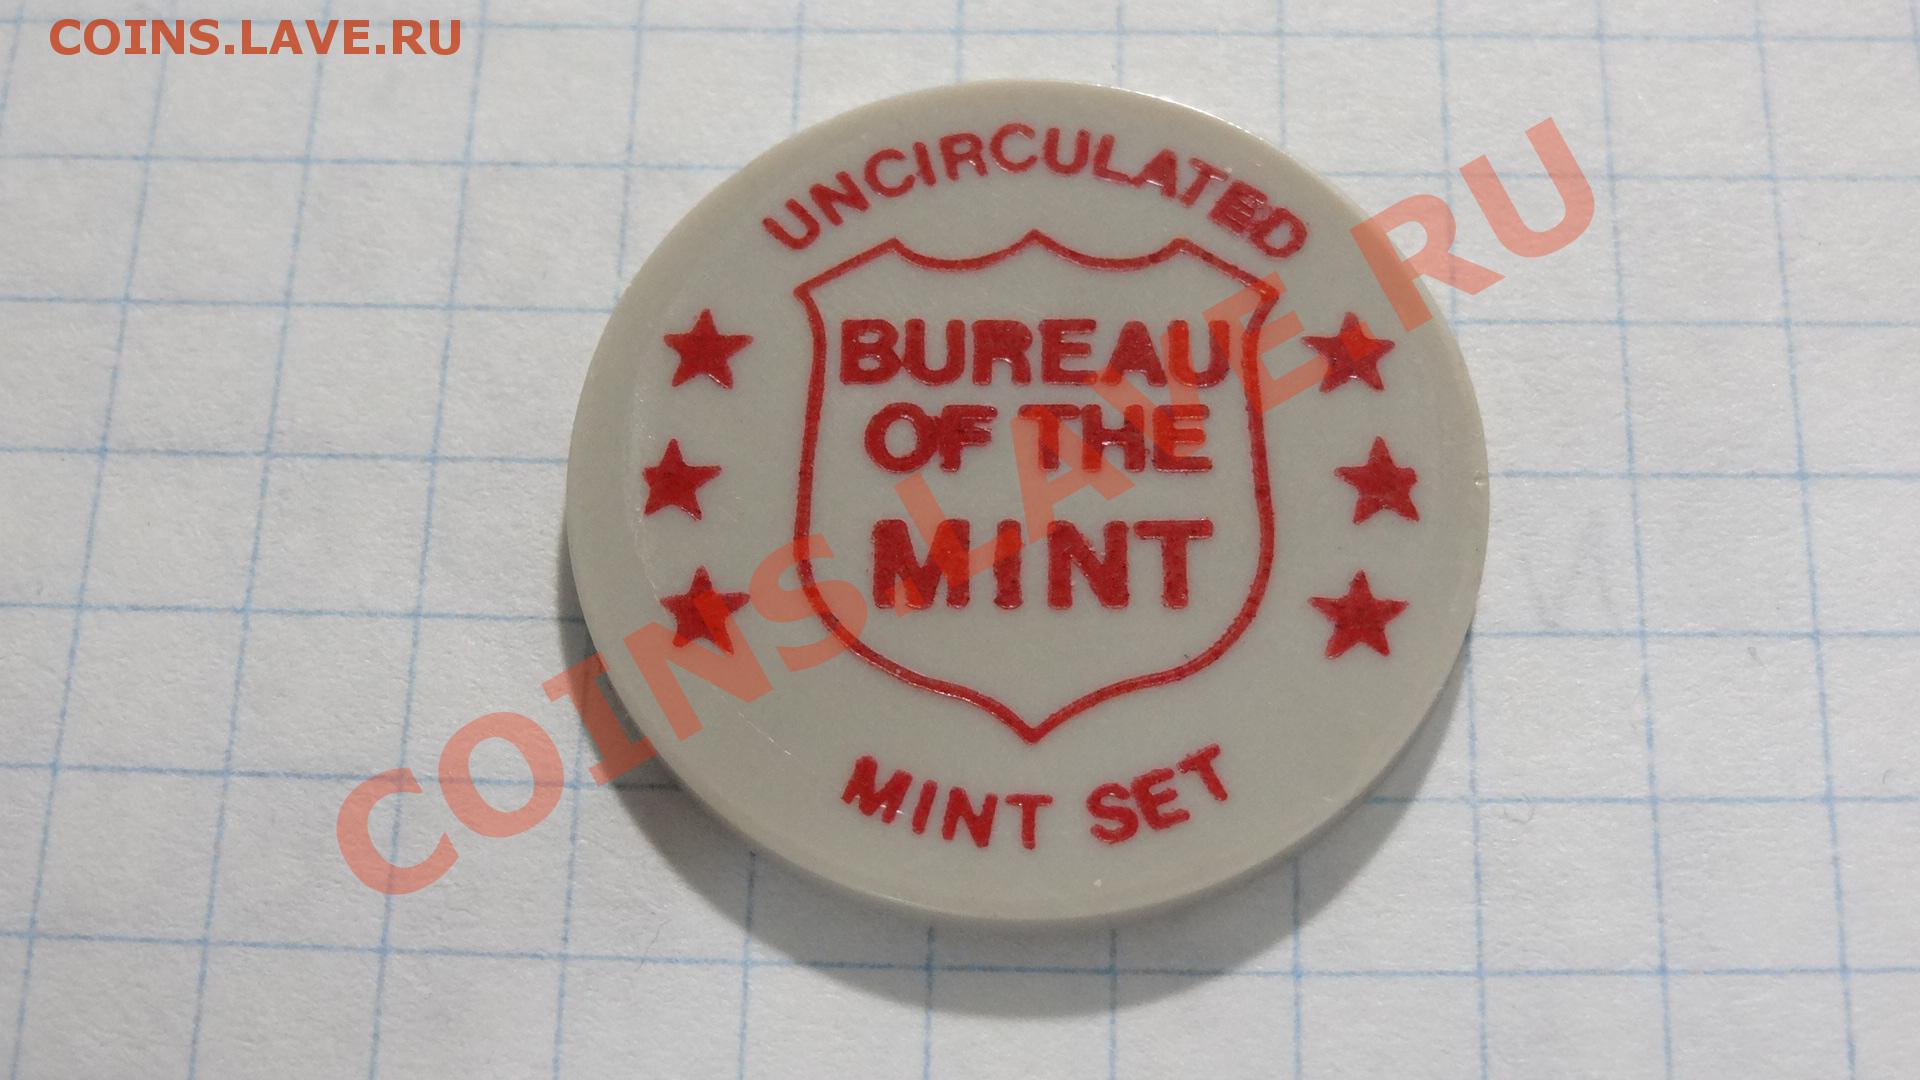 COINS.LAVE.RU
UNCIRCULATED
BUREAU
OF THE
MINT
MINT SET
COINS.LAVE.RU